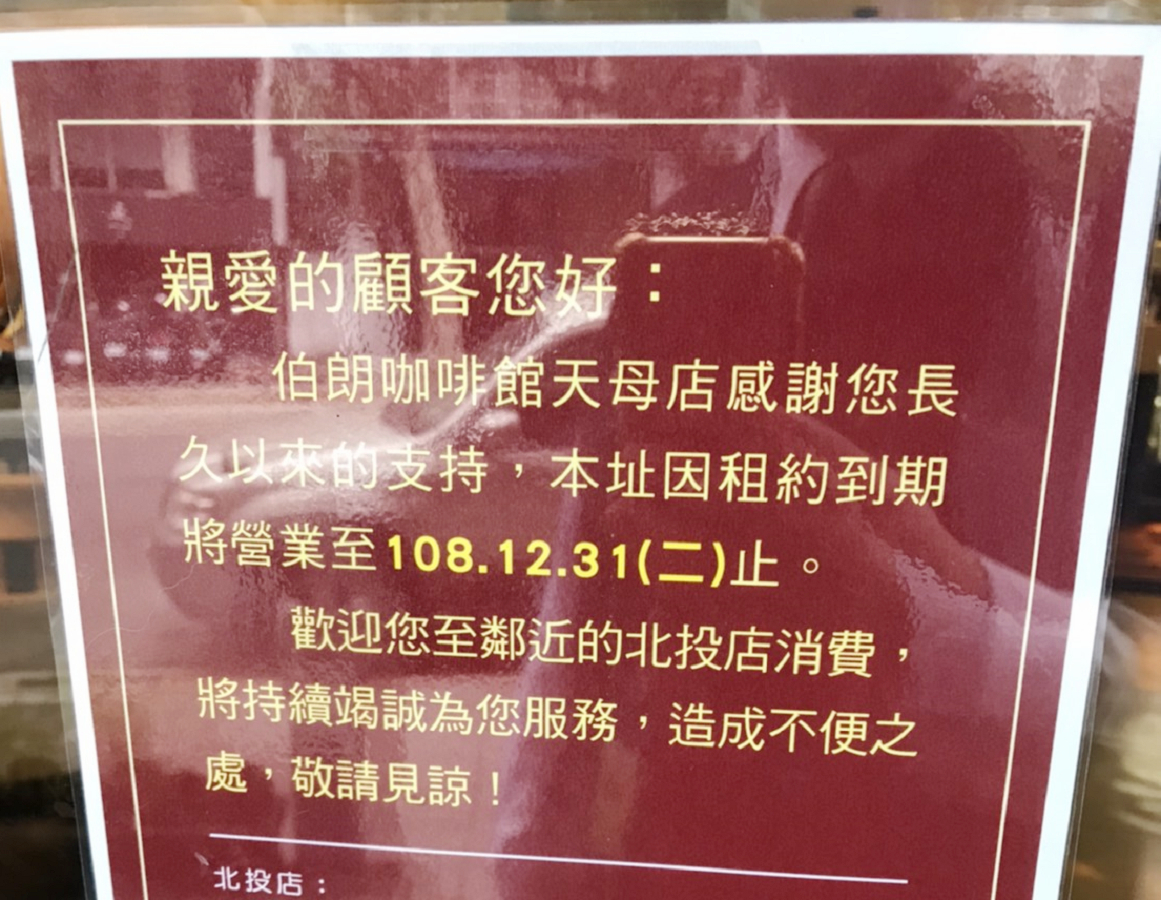 親愛的顧客您好：
伯朗咖啡館天母店感謝您長
久以來的支持，本址因租約到期
將營業至108.12.31(二)止。
歡迎您至鄰近的北投店消費，
將持續竭誠為您服務，造成不便之
處，敬請見諒！
北投店：